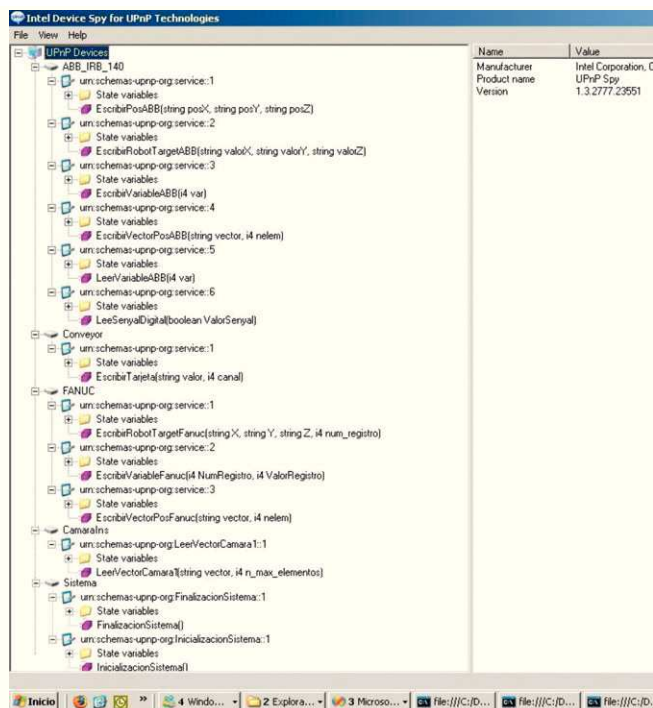 Intel Device Spy for UPnP Technologies
File View Help
UPnP Devices
ABB_IRB_140
urn:schemas-upnp-org:service::1
State variables
EscribirPosABB(string posX, string posY, string posZ)
urn:schemas-upnp-org:service::2
State variables
EscribirRobotTargetABB(string valorX, string valorY, string valorZ)
urn:schemas-upnp-org:service::3
State variables
EscribirVariableABB(i4 var)
urn:schemas-upnp-org:service::4
State variables
EscribirVectorPosABB(string vector, i4 nelem)
urn:schemas-upnp-org:service::5
State variables
LeerVariableABB(i4 var)
urn:schemas-upnp-org:service::6
State variables
LeeSenyalDigital(boolean ValorSenyal)
Conveyor
urn:schemas-upnp-org:service::1
State variables
EscribirTarjeta(string valor, i4 canal)
FANUC
urn:schemas-upnp-org:service::1
State variables
EscribirRobotTargetFanuc(string X, string Y, string Z, i4 num_registro)
urn:schemas-upnp-org:service::2
State variables
EscribirVariableFanuc(i4 NumRegistro, i4 ValorRegistro)
urn:schemas-upnp-org:service::3
State variables
EscribirVectorPosFanuc(string vector, i4 nelem)
CamaraIns
urn:schemas-upnp-org:LeerVectorCamara1::1
State variables
LeerVectorCamara1(string vector, i4 n_max_elementos)
Sistema
urn:schemas-upnp-org:FinalizacionSistema::1
State variables
FinalizacionSistema()
urn:schemas-upnp-org:InicializacionSistema::1
State variables
InicializacionSistema()
Name Value
Manufacturer Intel Corporation, C
Product name UPnP Spy
Version 1.3.2777.23551
Inicio » 4 Windo... 2 Explora... 3 Microso... file:///C:/D... file:///C:/D... file:///C:/D.